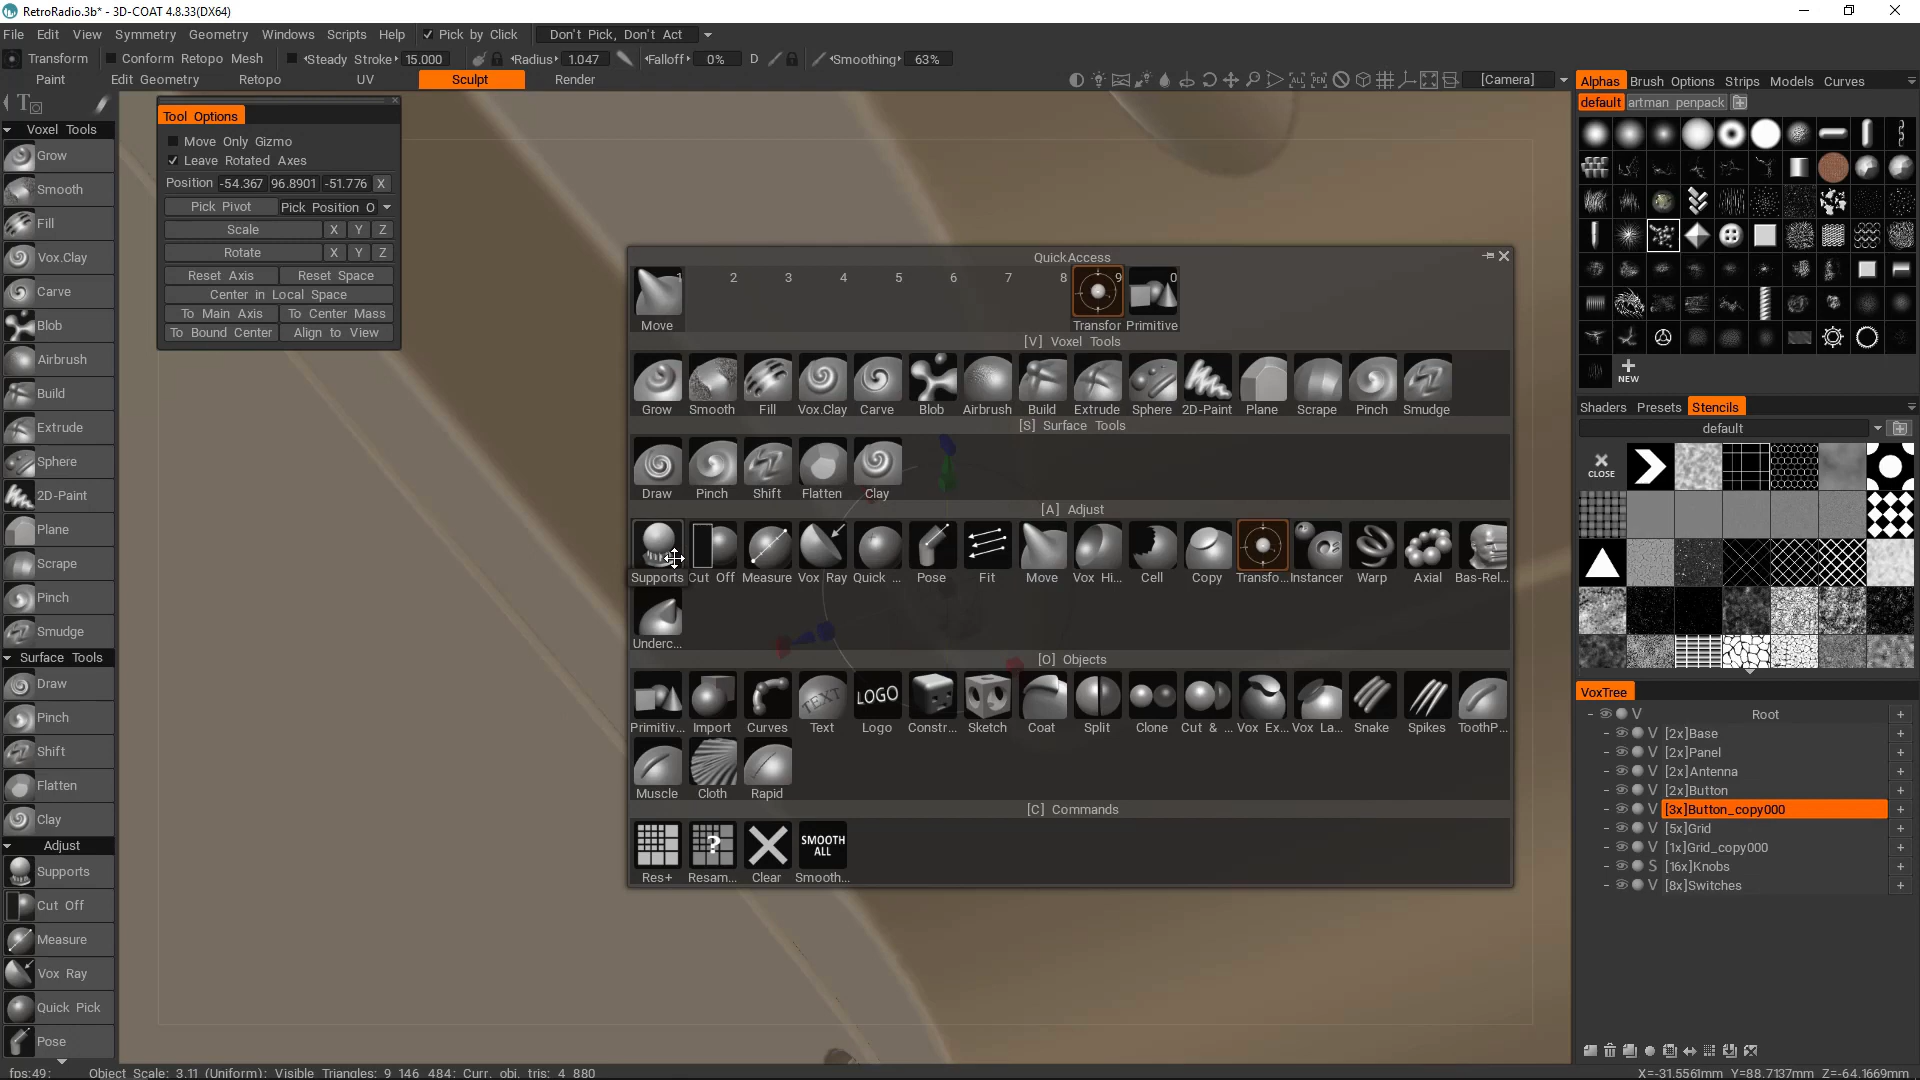 RetroRadio.3b* - 3D-COAT 4.8.33(DX64)
File Edit View Symmetry Geometry Windows Scripts Help Pick by Click Don't Pick, Don't Act
Transform Conform Retopo Mesh Steady Stroke 15.000 Radius 1.047 Falloff 0% D Smoothing 63%
Paint Edit Geometry Retopo UV Sculpt Render [Camera]
Tool Options
Move Only Gizmo
Leave Rotated Axes
Position -54.367 96.8901 -51.776 X
Pick Pivot Pick Position O
Scale X Y Z
Rotate X Y Z
Reset Axis Reset Space
Center in Local Space
To Main Axis To Center Mass
To Bound Center Align to View
Voxel Tools
Grow
Smooth
Fill
Vox.Clay
Carve
Blob
Airbrush
Build
Extrude
Sphere
2D-Paint
Plane
Scrape
Pinch
Smudge
Surface Tools
Draw
Pinch
Shift
Flatten
Clay
Adjust
Supports
Cut Off
Measure
Vox Ray
Quick Pick
Pose
QuickAccess
1 2 3 4 5 6 7 8 9 0
Move Transfor Primitive
[V] Voxel Tools
Grow Smooth Fill Vox.Clay Carve Blob Airbrush Build Extrude Sphere 2D-Paint Plane Scrape Pinch Smudge
[S] Surface Tools
Draw Pinch Shift Flatten Clay
[A] Adjust
Supports Cut Off Measure Vox Ray Quick ... Pose Fit Move Vox Hi... Cell Copy Transfo... Instancer Warp Axial Bas-Rel...
Underc...
[O] Objects
TEXT LOGO
Primitiv... Import Curves Text Logo Constr... Sketch Coat Split Clone Cut & ... Vox Ex... Vox La... Snake Spikes ToothP...
Muscle Cloth Rapid
[C] Commands
? SMOOTH ALL
Res+ Resam... Clear Smooth...
Alphas Brush Options Strips Models Curves
default artman penpack
NEW
Shaders Presets Stencils
default
CLOSE
VoxTree
- V Root +
- V [2x]Base +
- V [2x]Panel +
- V [2x]Antenna +
- V [2x]Button +
- V [3x]Button_copy000 +
- V [5x]Grid +
- V [1x]Grid_copy000 +
- S [16x]Knobs +
- V [8x]Switches +
fps:49; Object Scale: 3.11 (Uniform); Visible Triangles: 9 146 484; Curr. obj. tris: 4 880 X=-31.5561mm Y=88.7137mm Z=-64.1669mm